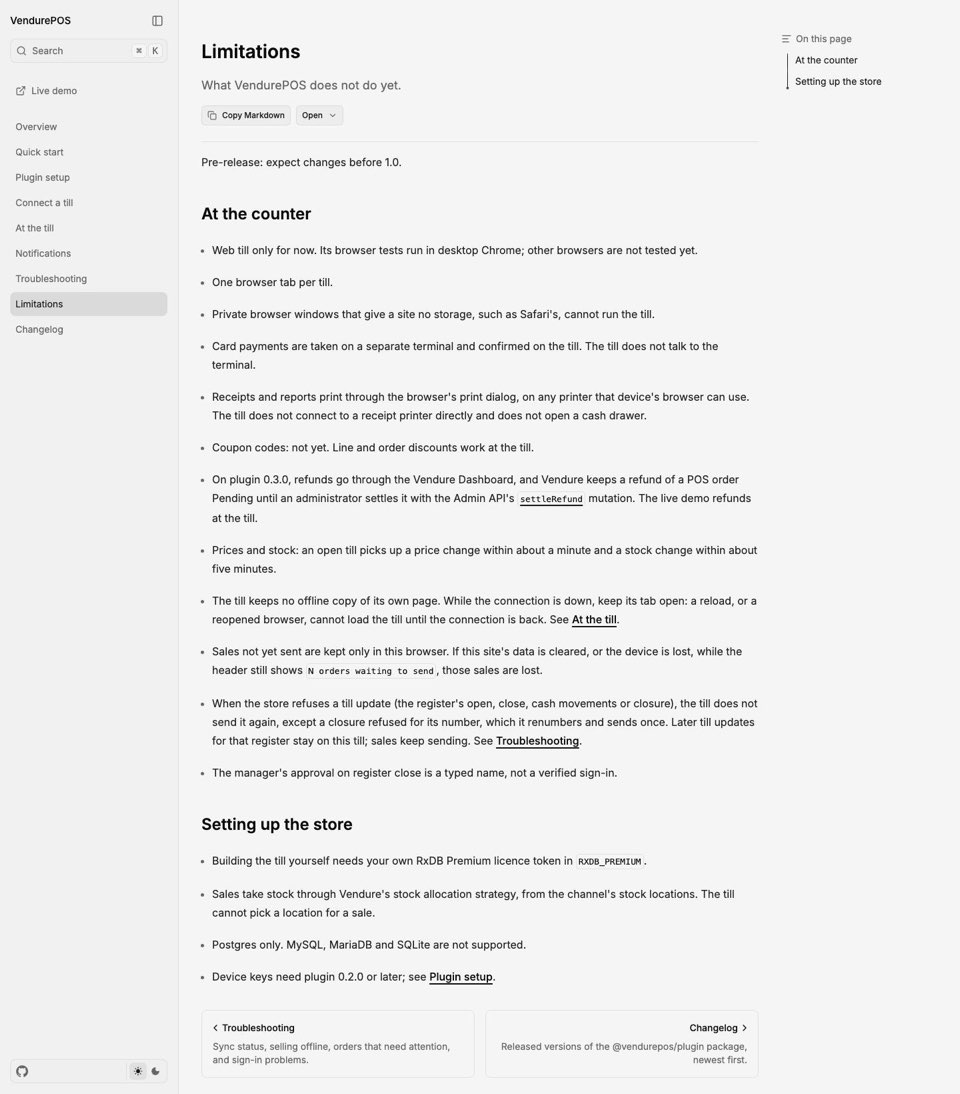 VendurePOS
Search
⌘ K
Live demo
Overview
Quick start
Plugin setup
Connect a till
At the till
Notifications
Troubleshooting
Limitations
Changelog
Limitations
What VendurePOS does not do yet.
Copy Markdown
Open
Pre-release: expect changes before 1.0.
At the counter
• Web till only for now. Its browser tests run in desktop Chrome; other browsers are not tested yet.
• One browser tab per till.
• Private browser windows that give a site no storage, such as Safari's, cannot run the till.
• Card payments are taken on a separate terminal and confirmed on the till. The till does not talk to the
terminal.
• Receipts and reports print through the browser's print dialog, on any printer that device's browser can use.
The till does not connect to a receipt printer directly and does not open a cash drawer.
• Coupon codes: not yet. Line and order discounts work at the till.
• On plugin 0.3.0, refunds go through the Vendure Dashboard, and Vendure keeps a refund of a POS order
Pending until an administrator settles it with the Admin API's settleRefund mutation. The live demo refunds
at the till.
• Prices and stock: an open till picks up a price change within about a minute and a stock change within about
five minutes.
• The till keeps no offline copy of its own page. While the connection is down, keep its tab open: a reload, or a
reopened browser, cannot load the till until the connection is back. See At the till.
• Sales not yet sent are kept only in this browser. If this site's data is cleared, or the device is lost, while the
header still shows N orders waiting to send, those sales are lost.
• When the store refuses a till update (the register's open, close, cash movements or closure), the till does not
send it again, except a closure refused for its number, which it renumbers and sends once. Later till updates
for that register stay on this till; sales keep sending. See Troubleshooting.
• The manager's approval on register close is a typed name, not a verified sign-in.
Setting up the store
• Building the till yourself needs your own RxDB Premium licence token in RXDB_PREMIUM.
• Sales take stock through Vendure's stock allocation strategy, from the channel's stock locations. The till
cannot pick a location for a sale.
• Postgres only. MySQL, MariaDB and SQLite are not supported.
• Device keys need plugin 0.2.0 or later; see Plugin setup.
Troubleshooting
Sync status, selling offline, orders that need attention,
and sign-in problems.
Changelog
Released versions of the @vendurepos/plugin package,
newest first.
On this page
At the counter
Setting up the store